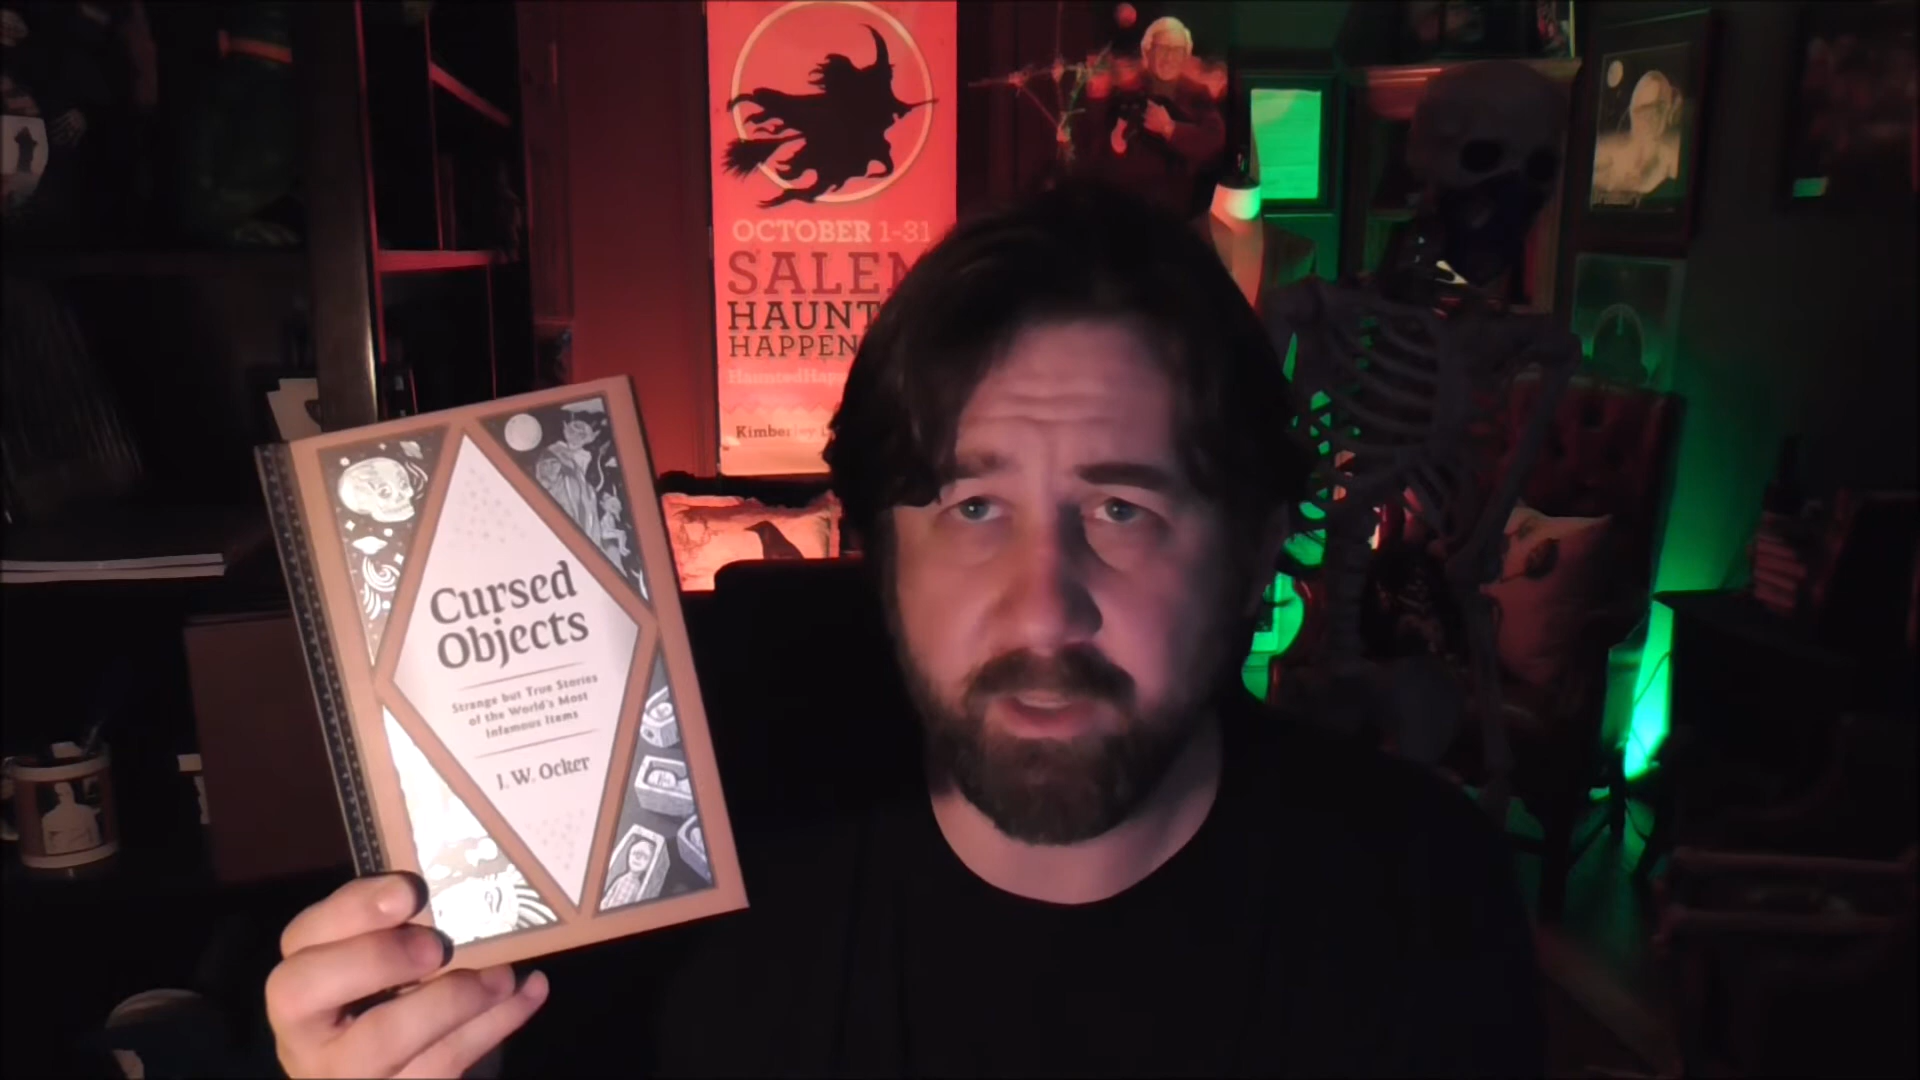 OCTOBER 1-31
SALEM
HAUNT
HAPPEN
HauntedHap
Cursed
Objects
Strange but True Stories
of the World's Most
Infamous Items
J. W. Ocker